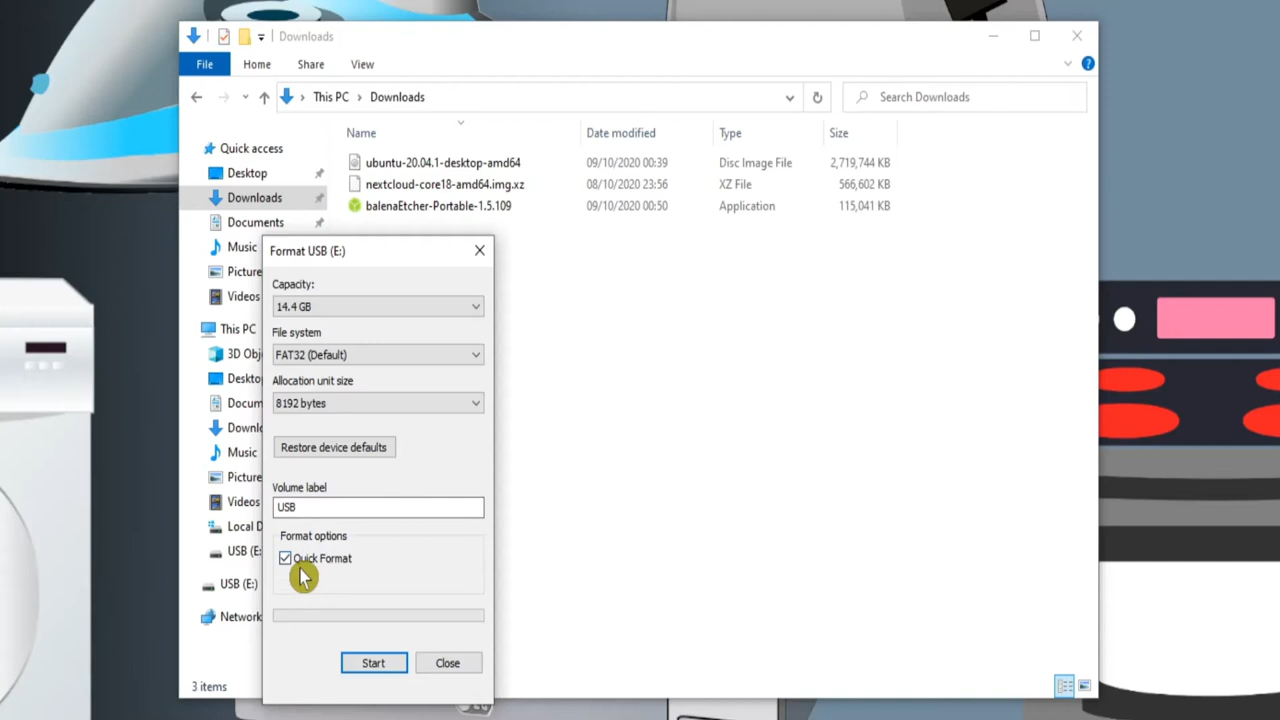 Downloads
File Home Share View
This PC Downloads Search Downloads
Name Date modified Type Size
Quick access
ubuntu-20.04.1-desktop-amd64 09/10/2020 00:39 Disc Image File 2,719,744 KB
Desktop
nextcloud-core18-amd64.img.xz 08/10/2020 23:56 XZ File 566,602 KB
Downloads
balenaEtcher-Portable-1.5.109 09/10/2020 00:50 Application 115,041 KB
Documents
Music
Picture
Videos
This PC
3D Obj
Deskto
Docum
Downlo
Music
Picture
Videos
Local D
USB (E:
USB (E:)
Network
3 items
Format USB (E:)
Capacity:
14.4 GB
File system
FAT32 (Default)
Allocation unit size
8192 bytes
Restore device defaults
Volume label
USB
Format options
Quick Format
Start Close